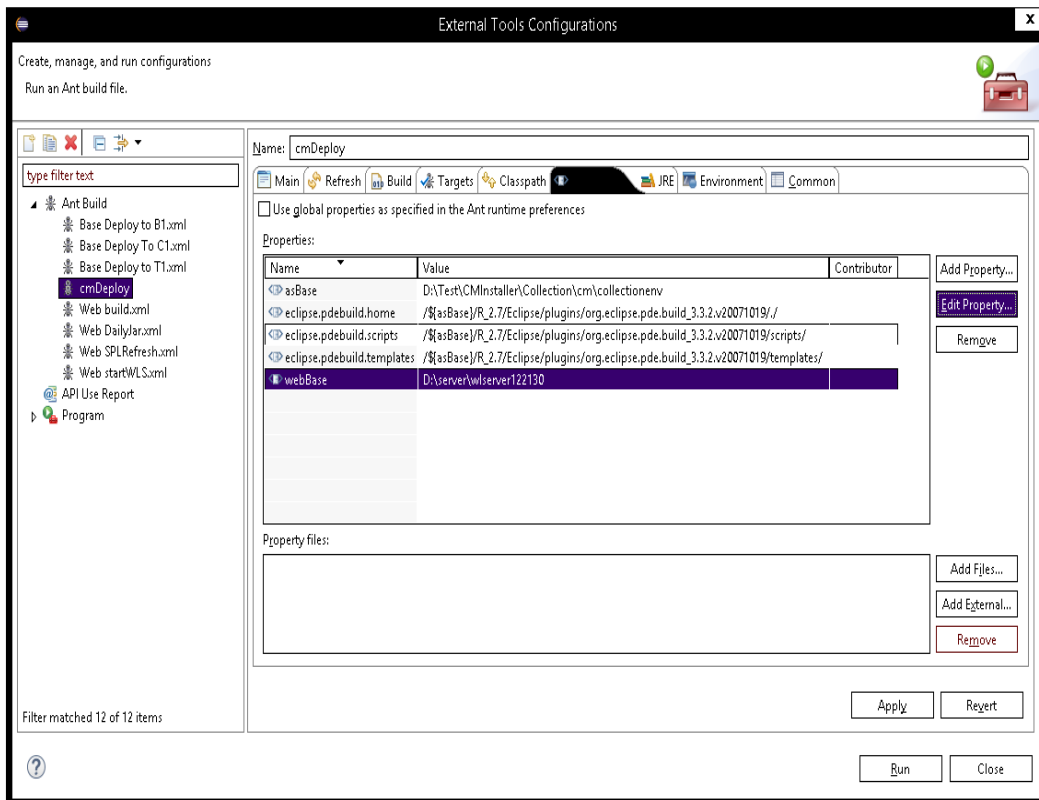 External Tools Configurations
x
Create, manage, and run configurations
Run an Ant build file.
type filter text
Ant Build
Base Deploy to B1.xml
Base Deploy To C1.xml
Base Deploy to T1.xml
cmDeploy
Web build.xml
Web DailyJar.xml
Web SPLRefresh.xml
Web startWLS.xml
API Use Report
Program
Filter matched 12 of 12 items
Name: cmDeploy
Main Refresh Build Targets Classpath JRE Environment Common
Use global properties as specified in the Ant runtime preferences
Properties:
Name Value Contributor
asBase D:\Test\CMInstaller\Collection\cm\collectionenv
eclipse.pdebuild.home /${asBase}/R_2.7/Eclipse/plugins/org.eclipse.pde.build_3.3.2.v20071019/./
eclipse.pdebuild.scripts /${asBase}/R_2.7/Eclipse/plugins/org.eclipse.pde.build_3.3.2.v20071019/scripts/
eclipse.pdebuild.templates /${asBase}/R_2.7/Eclipse/plugins/org.eclipse.pde.build_3.3.2.v20071019/templates/
webBase D:\server\wlserver122130
Add Property...
Edit Property...
Remove
Property files:
Add Files...
Add External...
Remove
Apply Revert
?
Run Close